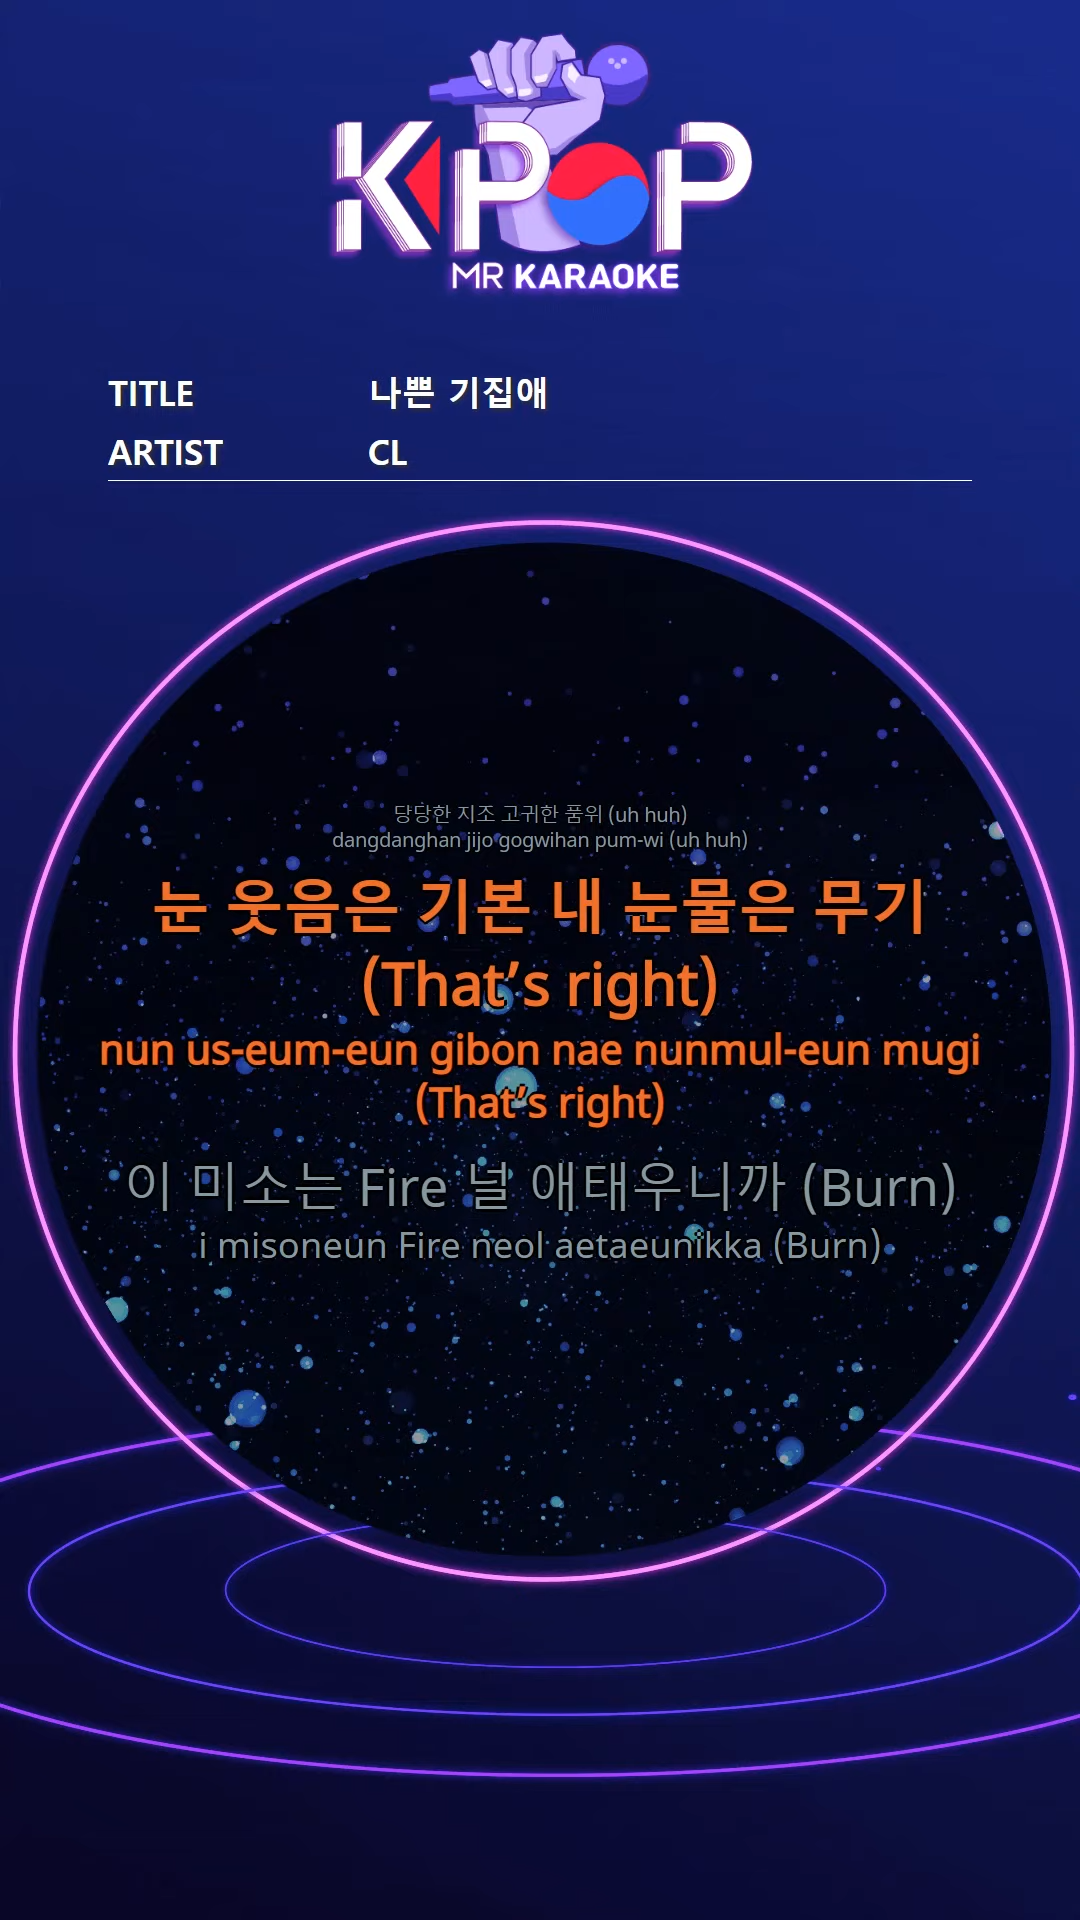 KPOP
MR KARAOKE
TITLE 나쁜 기집애
ARTIST CL
당당한 지조 고귀한 품위 (uh huh)
dangdanghan jijo gogwihan pum-wi (uh huh)
눈 웃음은 기본 내 눈물은 무기
(That’s right)
nun us-eum-eun gibon nae nunmul-eun mugi
(That’s right)
이 미소는 Fire 널 애태우니까 (Burn)
i misoneun Fire neol aetaeunikka (Burn)